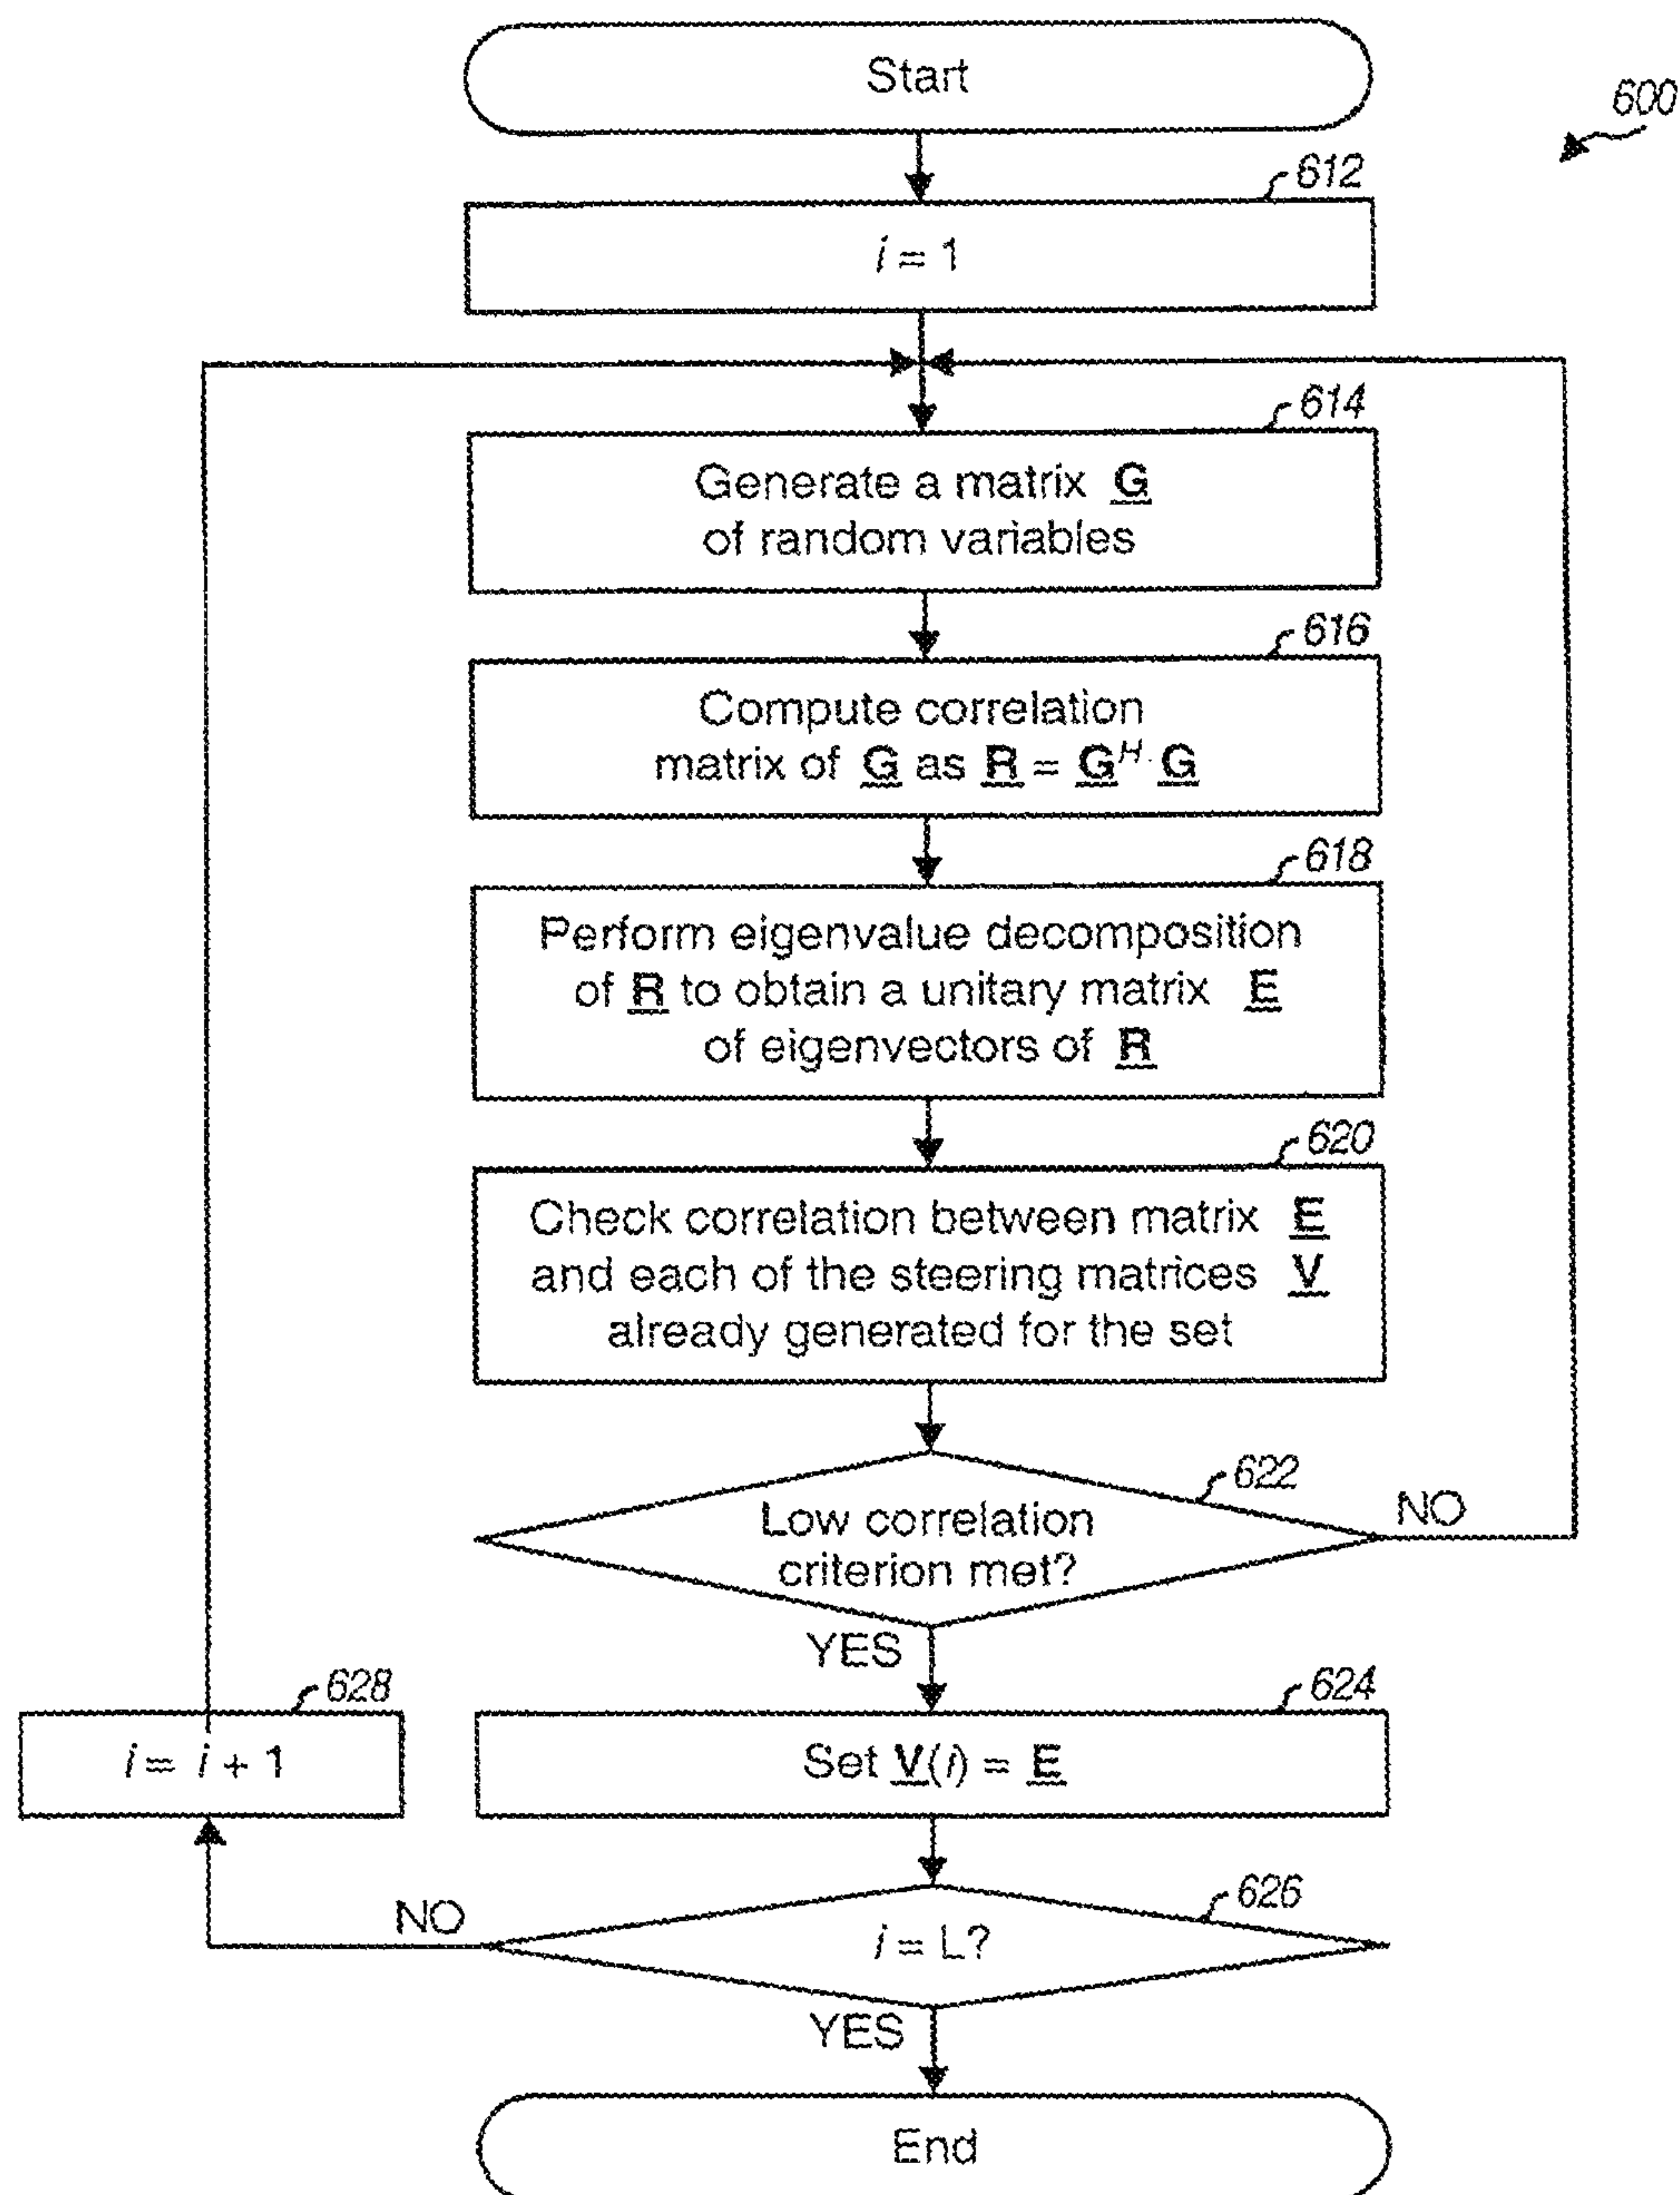 Start
600
612
i = 1
614
Generate a matrix G
of random variables
616
Compute correlation
matrix of G as R = G^H · G
618
Perform eigenvalue decomposition
of R to obtain a unitary matrix E
of eigenvectors of R
620
Check correlation between matrix E
and each of the steering matrices V
already generated for the set
622
Low correlation
criterion met?
NO
YES
628
i = i + 1
624
Set V(i) = E
626
i = L?
NO
YES
End